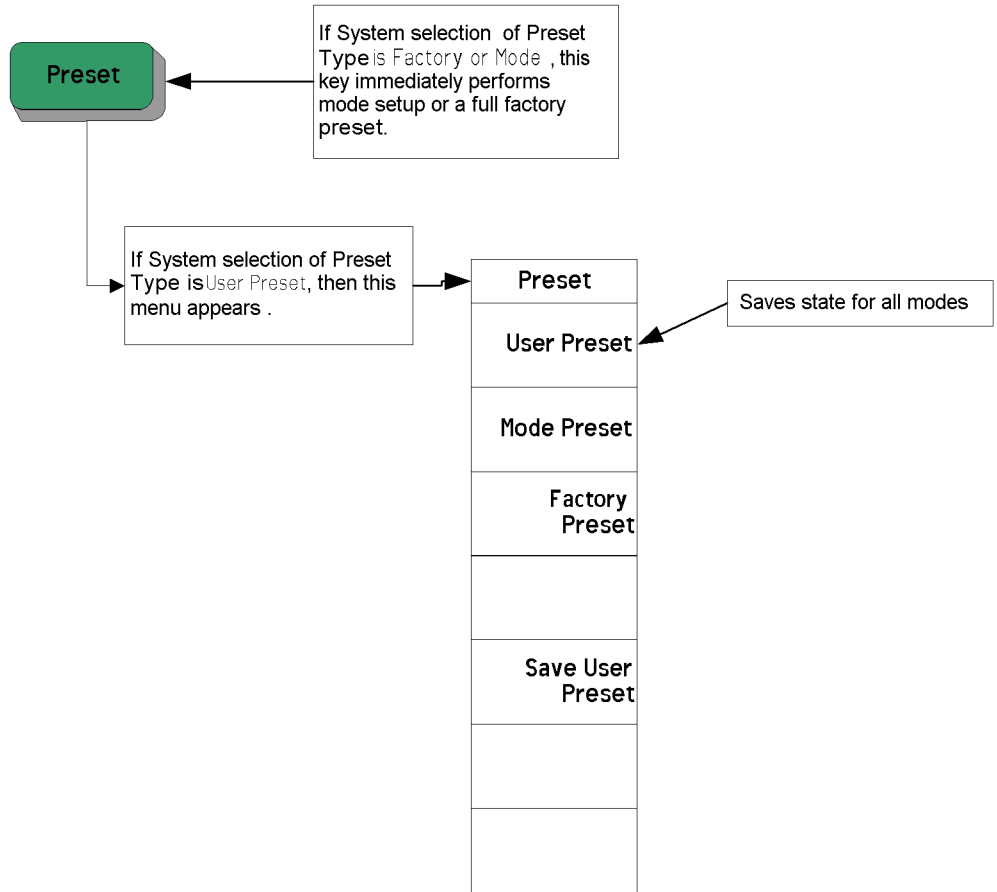 Preset
If System selection of Preset
Type is Factory or Mode , this
key immediately performs
mode setup or a full factory
preset.
If System selection of Preset
Type is User Preset, then this
menu appears .
Preset
User Preset
Saves state for all modes
Mode Preset
Factory
Preset
Save User
Preset